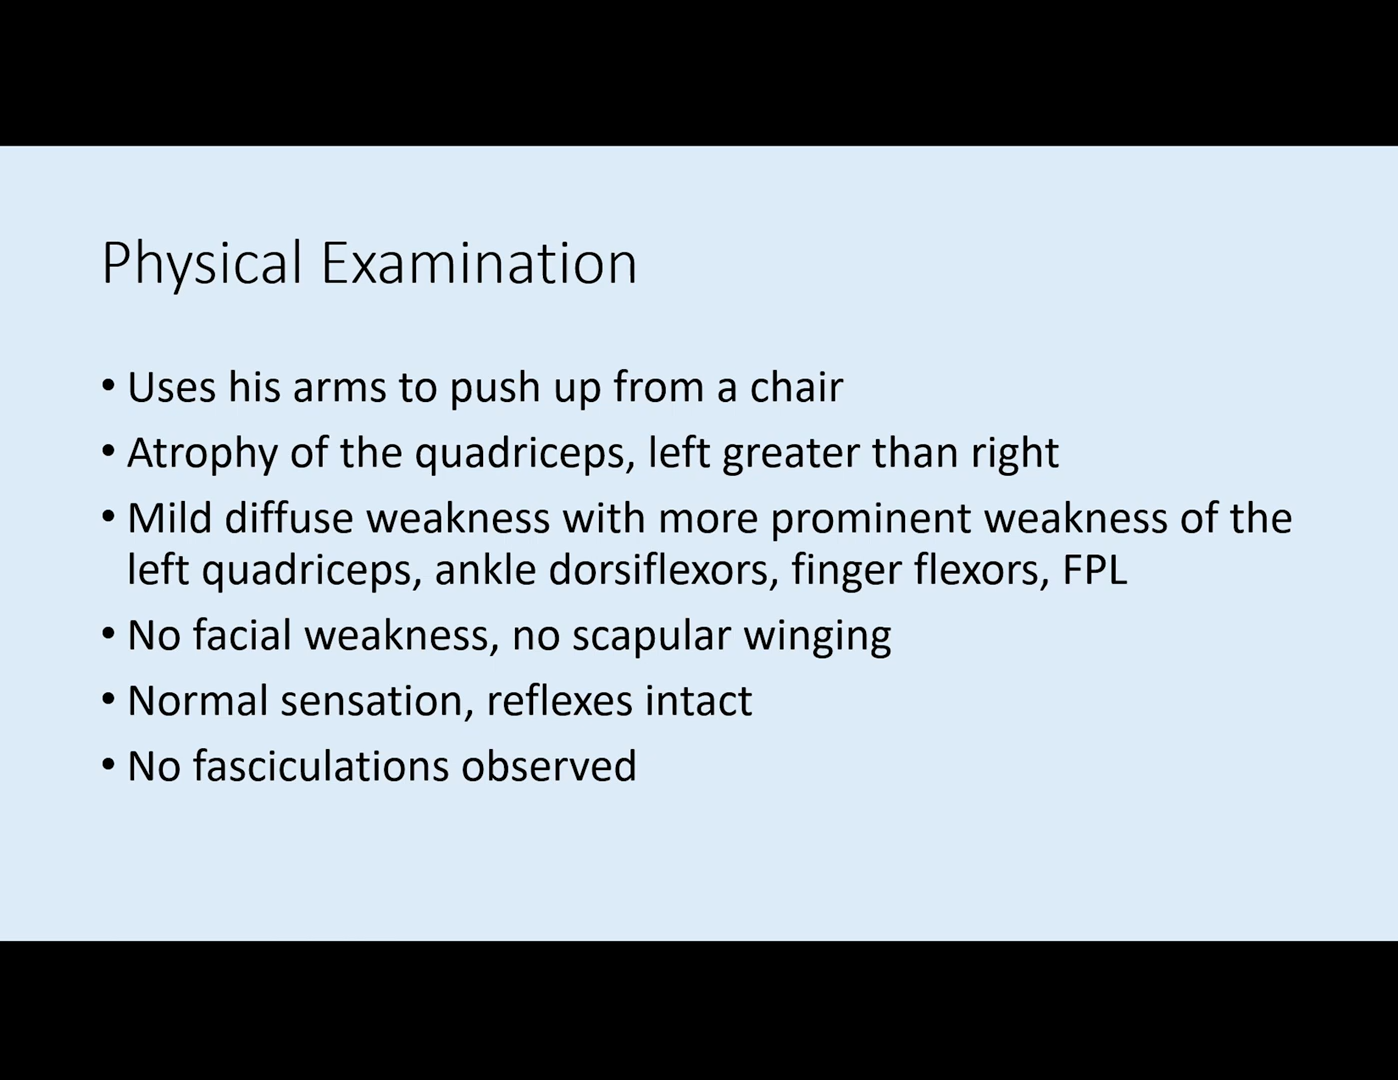 Physical Examination
• Uses his arms to push up from a chair
• Atrophy of the quadriceps, left greater than right
• Mild diffuse weakness with more prominent weakness of the
left quadriceps, ankle dorsiflexors, finger flexors, FPL
• No facial weakness, no scapular winging
• Normal sensation, reflexes intact
• No fasciculations observed